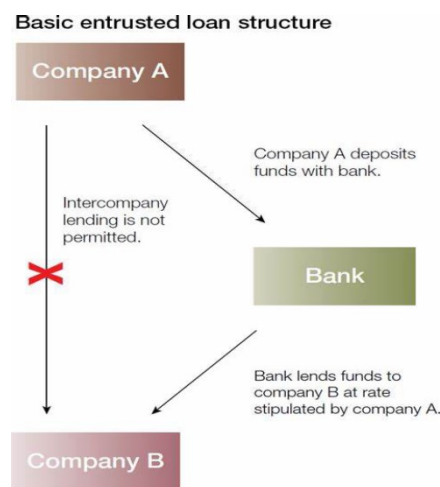 Basic entrusted loan structure
Company A
Company A deposits
funds with bank.
Intercompany
lending is not
permitted.
Bank
Bank lends funds to
company B at rate
stipulated by company A.
Company B